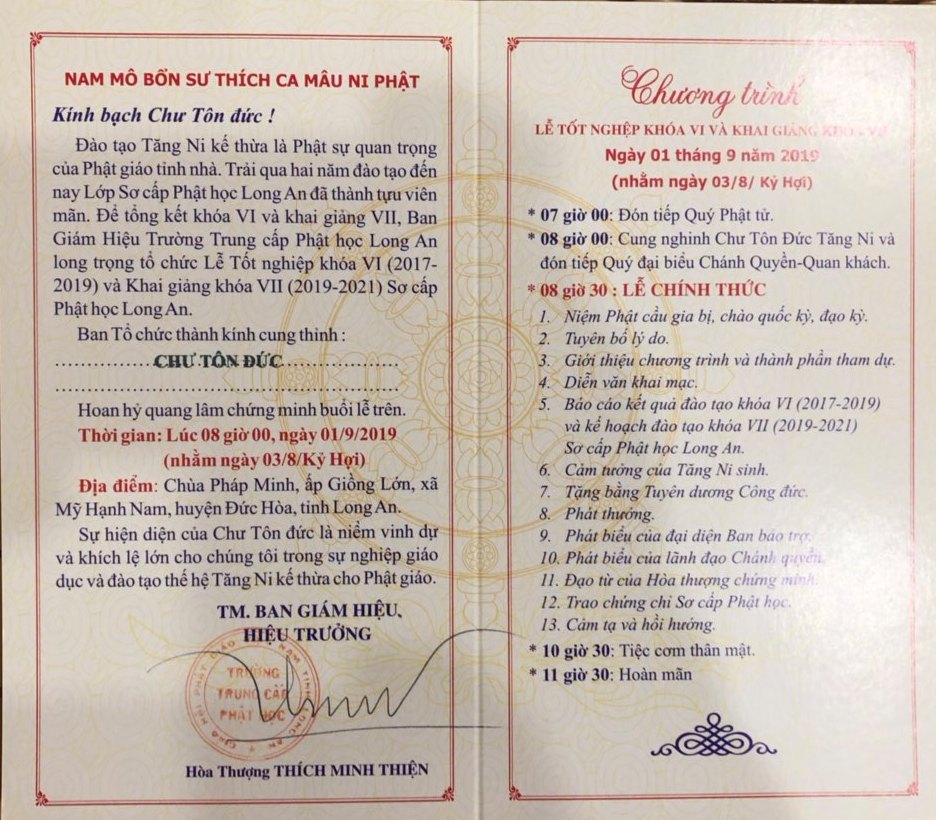 NAM MÔ BỔN SƯ THÍCH CA MÂU NI PHẬT
Kính bạch Chư Tôn đức !
Đào tạo Tăng Ni kế thừa là Phật sự quan trọng
của Phật giáo tỉnh nhà. Trải qua hai năm đào tạo đến
nay Lớp Sơ cấp Phật học Long An đã thành tựu viên
mãn. Để tổng kết khóa VI và khai giảng VII, Ban
Giám Hiệu Trường Trung cấp Phật học Long An
long trọng tổ chức Lễ Tốt nghiệp khóa VI (2017-
2019) và Khai giảng khóa VII (2019-2021) Sơ cấp
Phật học Long An.
Ban Tổ chức thành kính cung thỉnh :
CHƯ TÔN ĐỨC
Hoan hỷ quang lâm chứng minh buổi lễ trên.
Thời gian: Lúc 08 giờ 00, ngày 01/9/2019
(nhằm ngày 03/8/Kỷ Hợi)
Địa điểm: Chùa Pháp Minh, ấp Giồng Lớn, xã
Mỹ Hạnh Nam, huyện Đức Hòa, tỉnh Long An.
Sự hiện diện của Chư Tôn đức là niềm vinh dự
và khích lệ lớn cho chúng tôi trong sự nghiệp giáo
dục và đào tạo thế hệ Tăng Ni kế thừa cho Phật giáo.
TM. BAN GIÁM HIỆU,
HIỆU TRƯỞNG
TRƯỜNG
TRUNG CẤP
PHẬT HỌC
Hòa Thượng THÍCH MINH THIỆN
Chương trình
LỄ TỐT NGHỆP KHÓA VI VÀ KHAI GIẢNG
Ngày 01 tháng 9 năm 2019
(nhằm ngày 03/8/ Kỷ Hợi)
* 07 giờ 00: Đón tiếp Quý Phật tử.
* 08 giờ 00: Cung nghinh Chư Tôn Đức Tăng Ni và
đón tiếp Quý đại biểu Chánh Quyền-Quan khách.
* 08 giờ 30 : LỄ CHÍNH THỨC
1. Niệm Phật cầu gia bị, chào quốc kỳ, đạo kỳ.
2. Tuyên bố lý do.
3. Giới thiệu chương trình và thành phần tham dự.
4. Diễn văn khai mạc.
5. Báo cáo kết quả đào tạo khóa VI (2017-2019)
và kế hoạch đào tạo khóa VII (2019-2021)
Sơ cấp Phật học Long An.
6. Cảm tưởng của Tăng Ni sinh.
7. Tặng bằng Tuyên dương Công đức.
8. Phát thưởng.
9. Phát biểu của đại diện Ban bảo trợ.
10. Phát biểu của lãnh đạo Chánh quyền.
11. Đạo từ của Hòa thượng chứng minh.
12. Trao chứng chỉ Sơ cấp Phật học.
13. Cảm tạ và hồi hướng.
* 10 giờ 30: Tiệc cơm thân mật.
* 11 giờ 30: Hoàn mãn